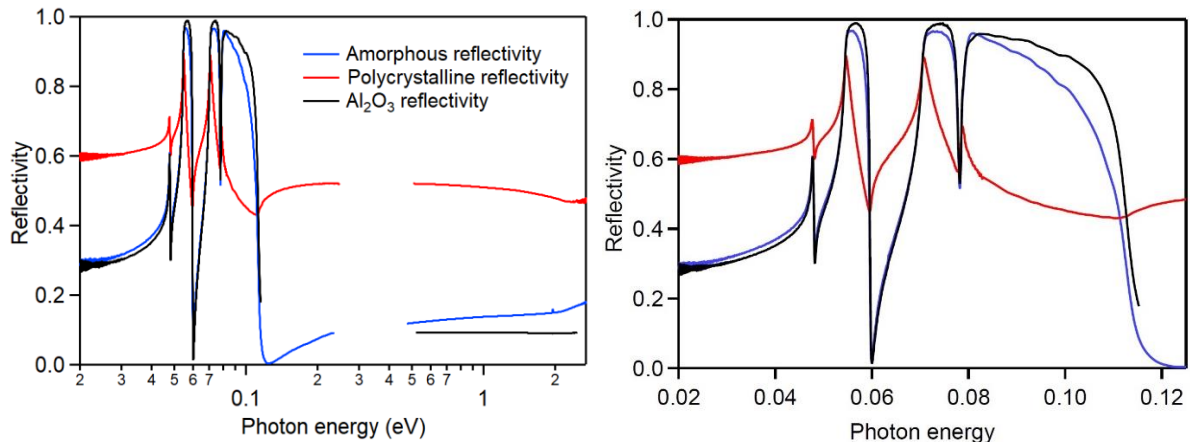 1.0
0.8
0.6
0.4
0.2
0.0
Reflectivity
Amorphous reflectivity
Polycrystalline reflectivity
Al2O3 reflectivity
2 3 4 5 6 7 2 3 4 5 6 7 2
0.1 1
Photon energy (eV)
1.0
0.8
0.6
0.4
0.2
0.0
Reflectivity
0.02 0.04 0.06 0.08 0.10 0.12
Photon energy